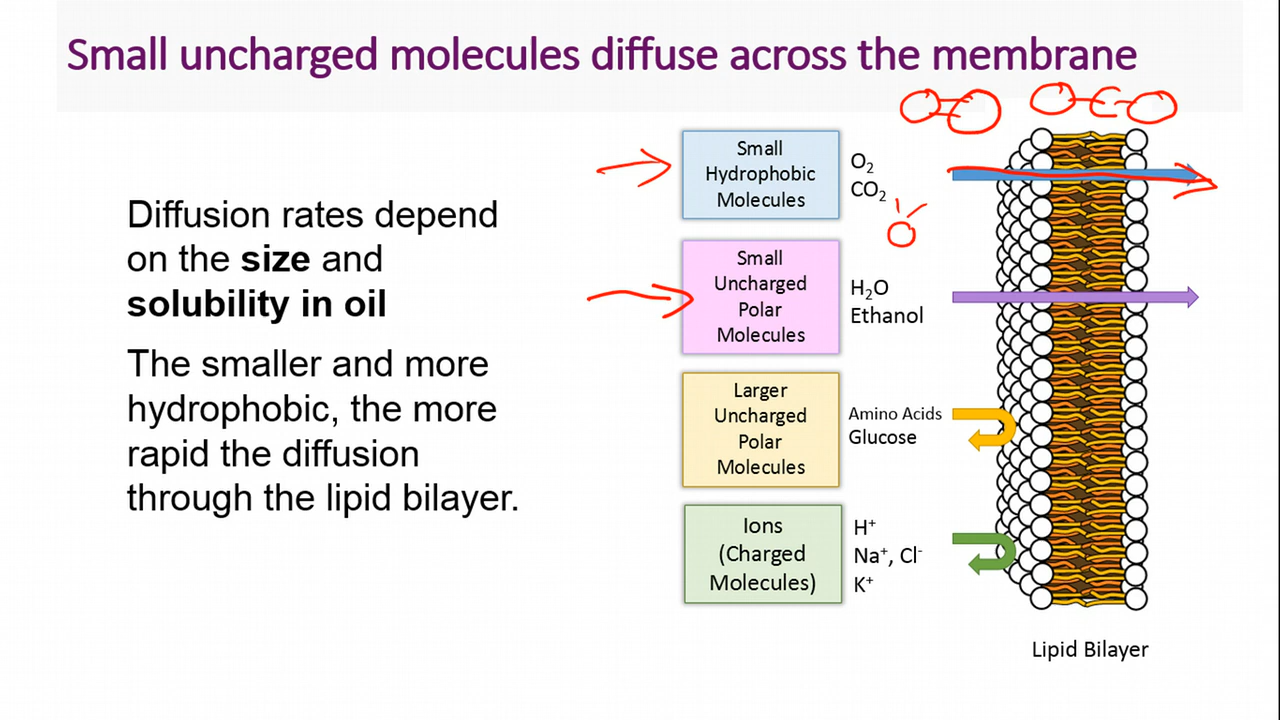 Small uncharged molecules diffuse across the membrane
Diffusion rates depend
on the size and
solubility in oil
The smaller and more
hydrophobic, the more
rapid the diffusion
through the lipid bilayer.
Small
Hydrophobic
Molecules
O₂
CO₂
Small
Uncharged
Polar
Molecules
H₂O
Ethanol
Larger
Uncharged
Polar
Molecules
Amino Acids
Glucose
Ions
(Charged
Molecules)
H⁺
Na⁺, Cl⁻
K⁺
Lipid Bilayer